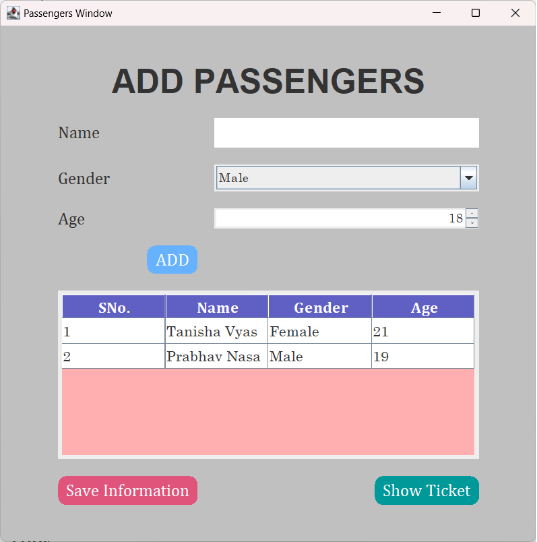 Passengers Window
ADD PASSENGERS
Name
Gender Male
Age 18
ADD
SNo. Name Gender Age
1 Tanisha Vyas Female 21
2 Prabhav Nasa Male 19
Save Information Show Ticket